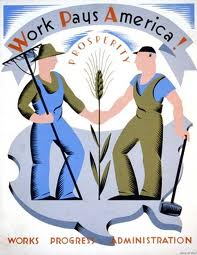 Work Pays America!
PROSPERITY
WORKS PROGRESS ADMINISTRATION